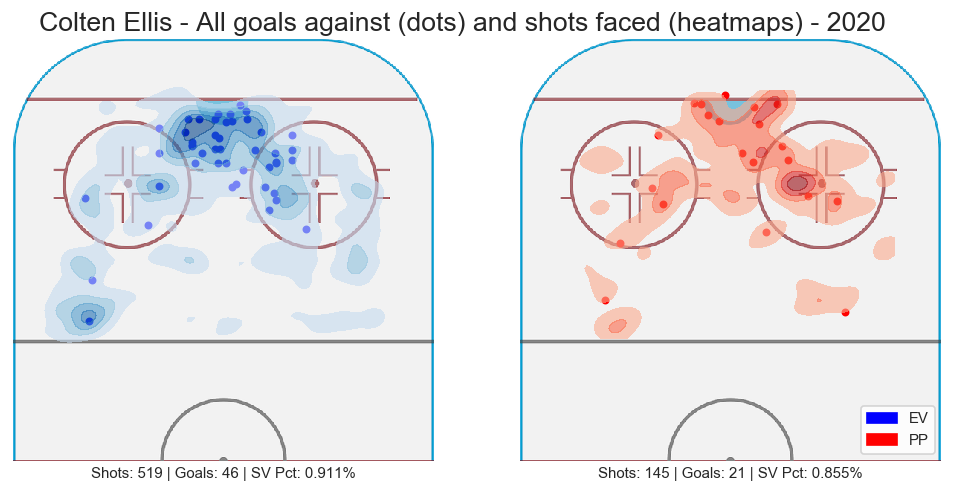 Colten Ellis - All goals against (dots) and shots faced (heatmaps) - 2020
EV
PP
Shots: 519 | Goals: 46 | SV Pct: 0.911%
Shots: 145 | Goals: 21 | SV Pct: 0.855%